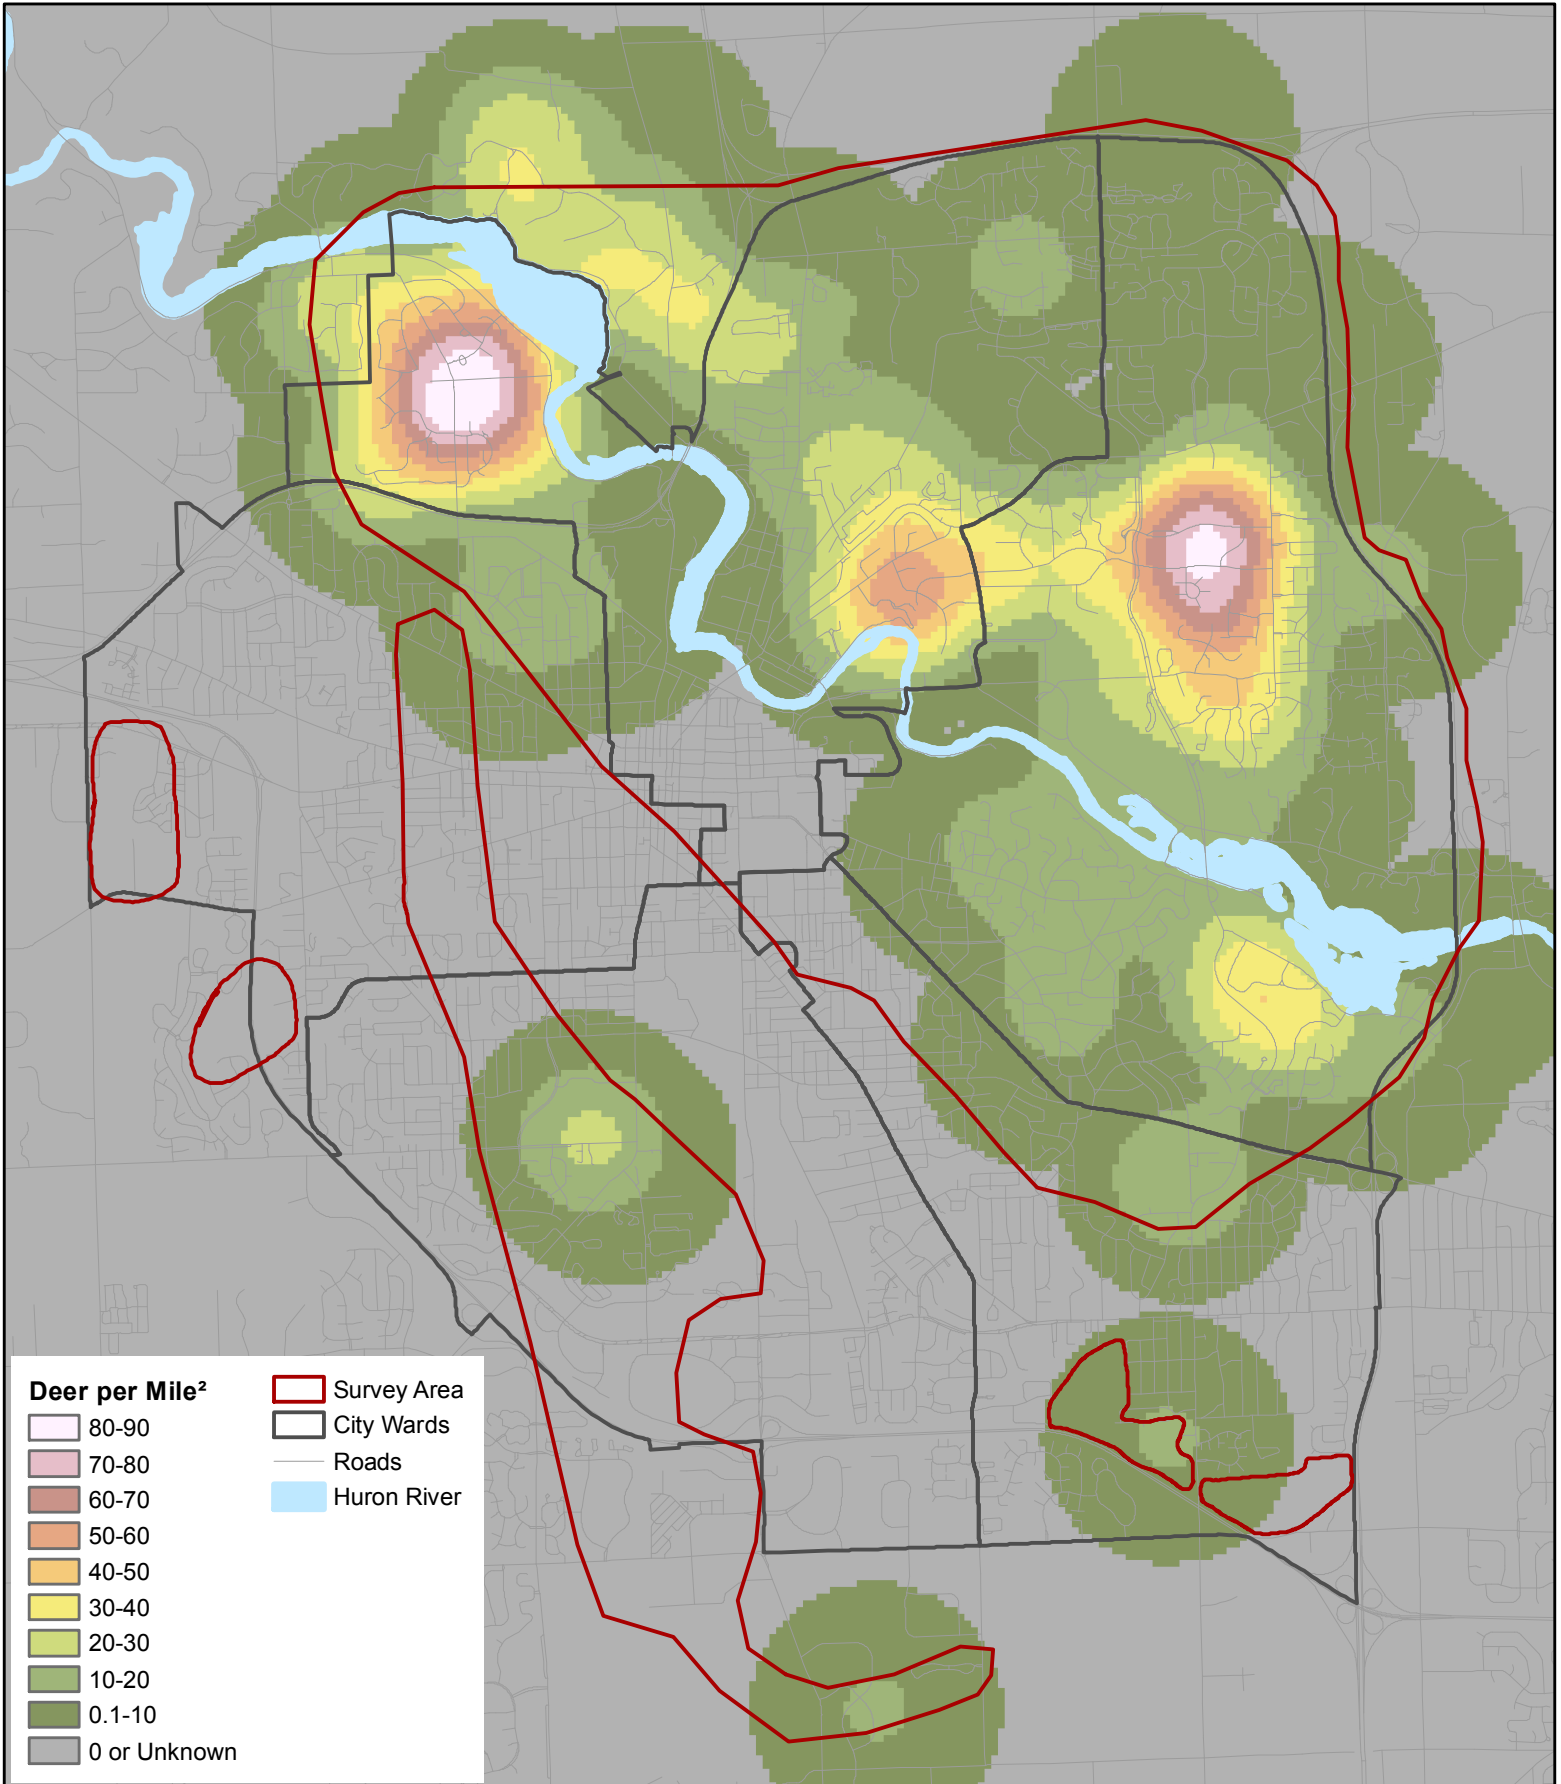 Deer per Mile²
80-90
70-80
60-70
50-60
40-50
30-40
20-30
10-20
0.1-10
0 or Unknown
Survey Area
City Wards
Roads
Huron River